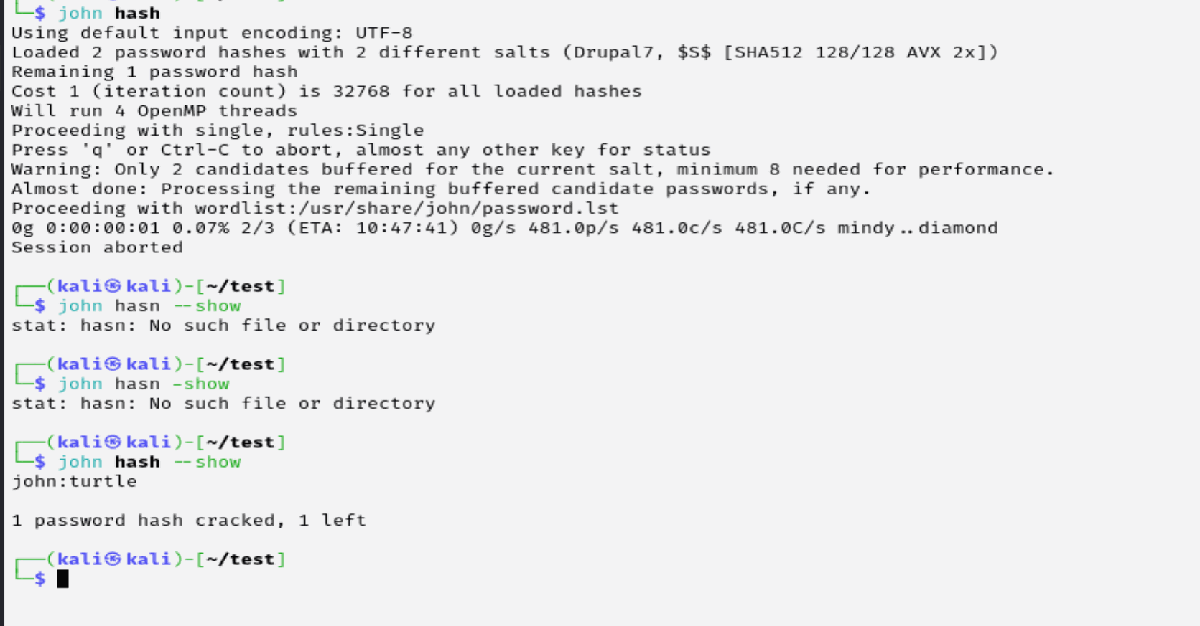 └─$ john hash
Using default input encoding: UTF-8
Loaded 2 password hashes with 2 different salts (Drupal7, $S$ [SHA512 128/128 AVX 2x])
Remaining 1 password hash
Cost 1 (iteration count) is 32768 for all loaded hashes
Will run 4 OpenMP threads
Proceeding with single, rules:Single
Press 'q' or Ctrl-C to abort, almost any other key for status
Warning: Only 2 candidates buffered for the current salt, minimum 8 needed for performance.
Almost done: Processing the remaining buffered candidate passwords, if any.
Proceeding with wordlist:/usr/share/john/password.lst
0g 0:00:00:01 0.07% 2/3 (ETA: 10:47:41) 0g/s 481.0p/s 481.0c/s 481.0C/s mindy..diamond
Session aborted
┌──(kali㉿kali)-[~/test]
└─$ john hasn --show
stat: hasn: No such file or directory
┌──(kali㉿kali)-[~/test]
└─$ john hasn -show
stat: hasn: No such file or directory
┌──(kali㉿kali)-[~/test]
└─$ john hash --show
john:turtle
1 password hash cracked, 1 left
┌──(kali㉿kali)-[~/test]
└─$